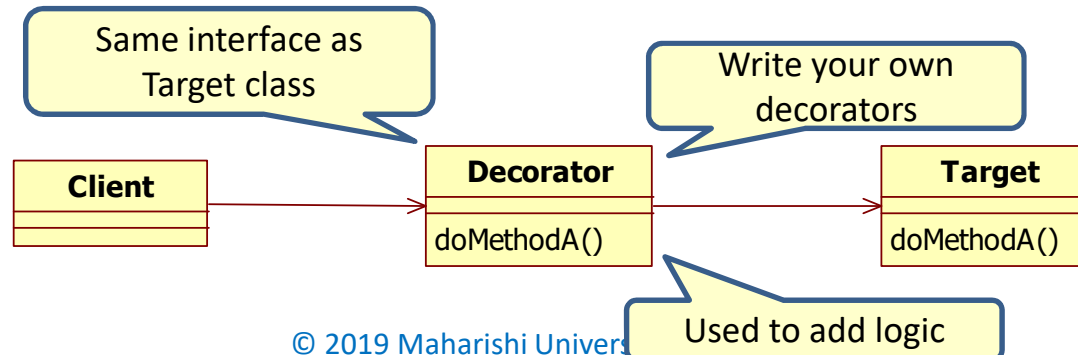 Same interface as
Target class
Write your own
decorators
Client
Decorator
doMethodA()
Target
doMethodA()
© 2019 Maharishi
Used to add logic